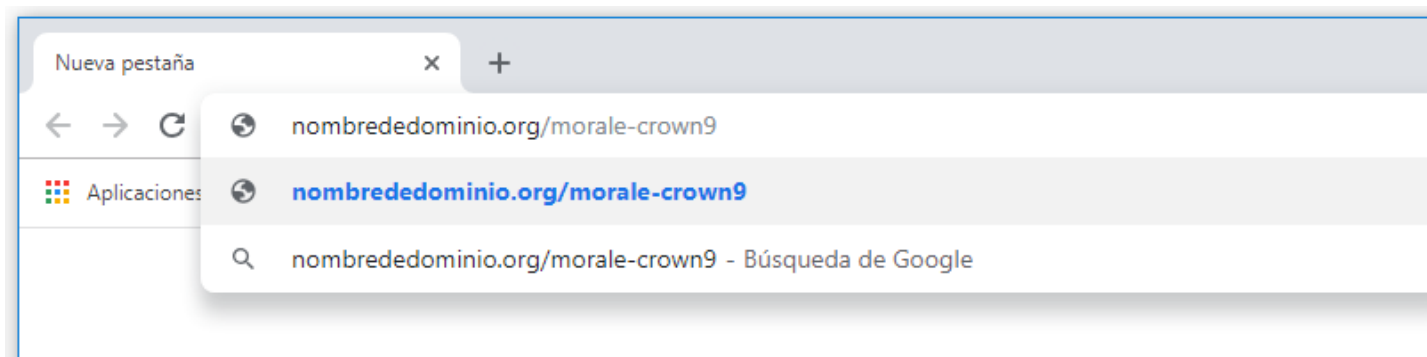 Nueva pestaña
nombrededominio.org/morale-crown9
Aplicaciones
nombrededominio.org/morale-crown9
nombrededominio.org/morale-crown9 - Búsqueda de Google